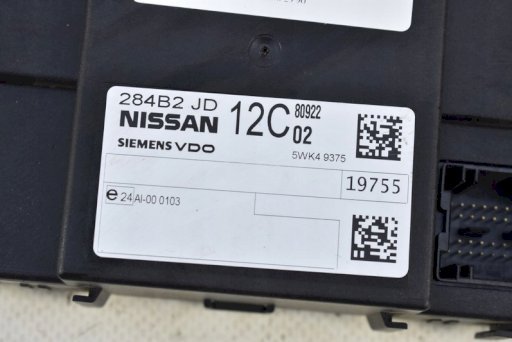 284B2 JD
NISSAN 12C 80922 02
SIEMENS VDO
5WK4 9375
19755
e 24 AI-00 0103